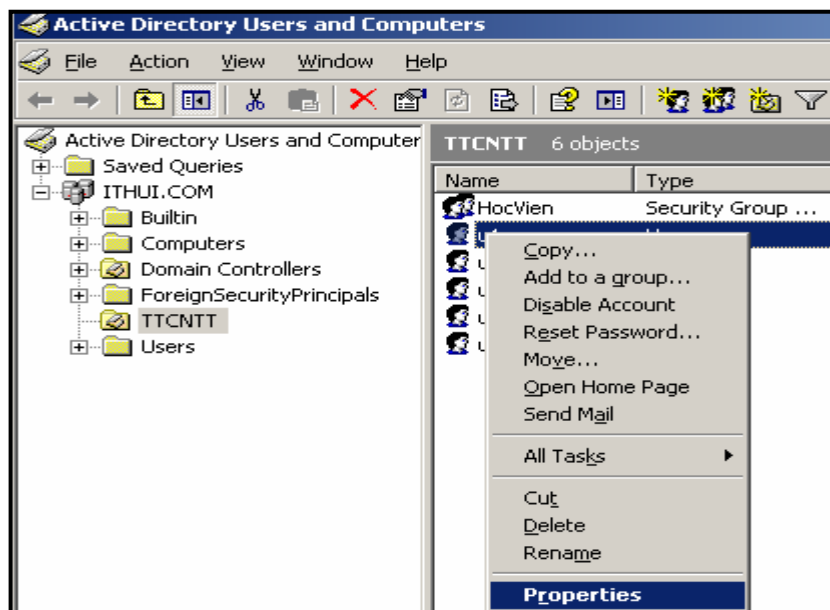 Active Directory Users and Computers
File Action View Window Help
Active Directory Users and Computer
Saved Queries
ITHUI.COM
Builtin
Computers
Domain Controllers
ForeignSecurityPrincipals
TTCNTT
Users
TTCNTT 6 objects
Name Type
HocVien Security Group ...
Copy...
Add to a group...
Disable Account
Reset Password...
Move...
Open Home Page
Send Mail
All Tasks
Cut
Delete
Rename
Properties